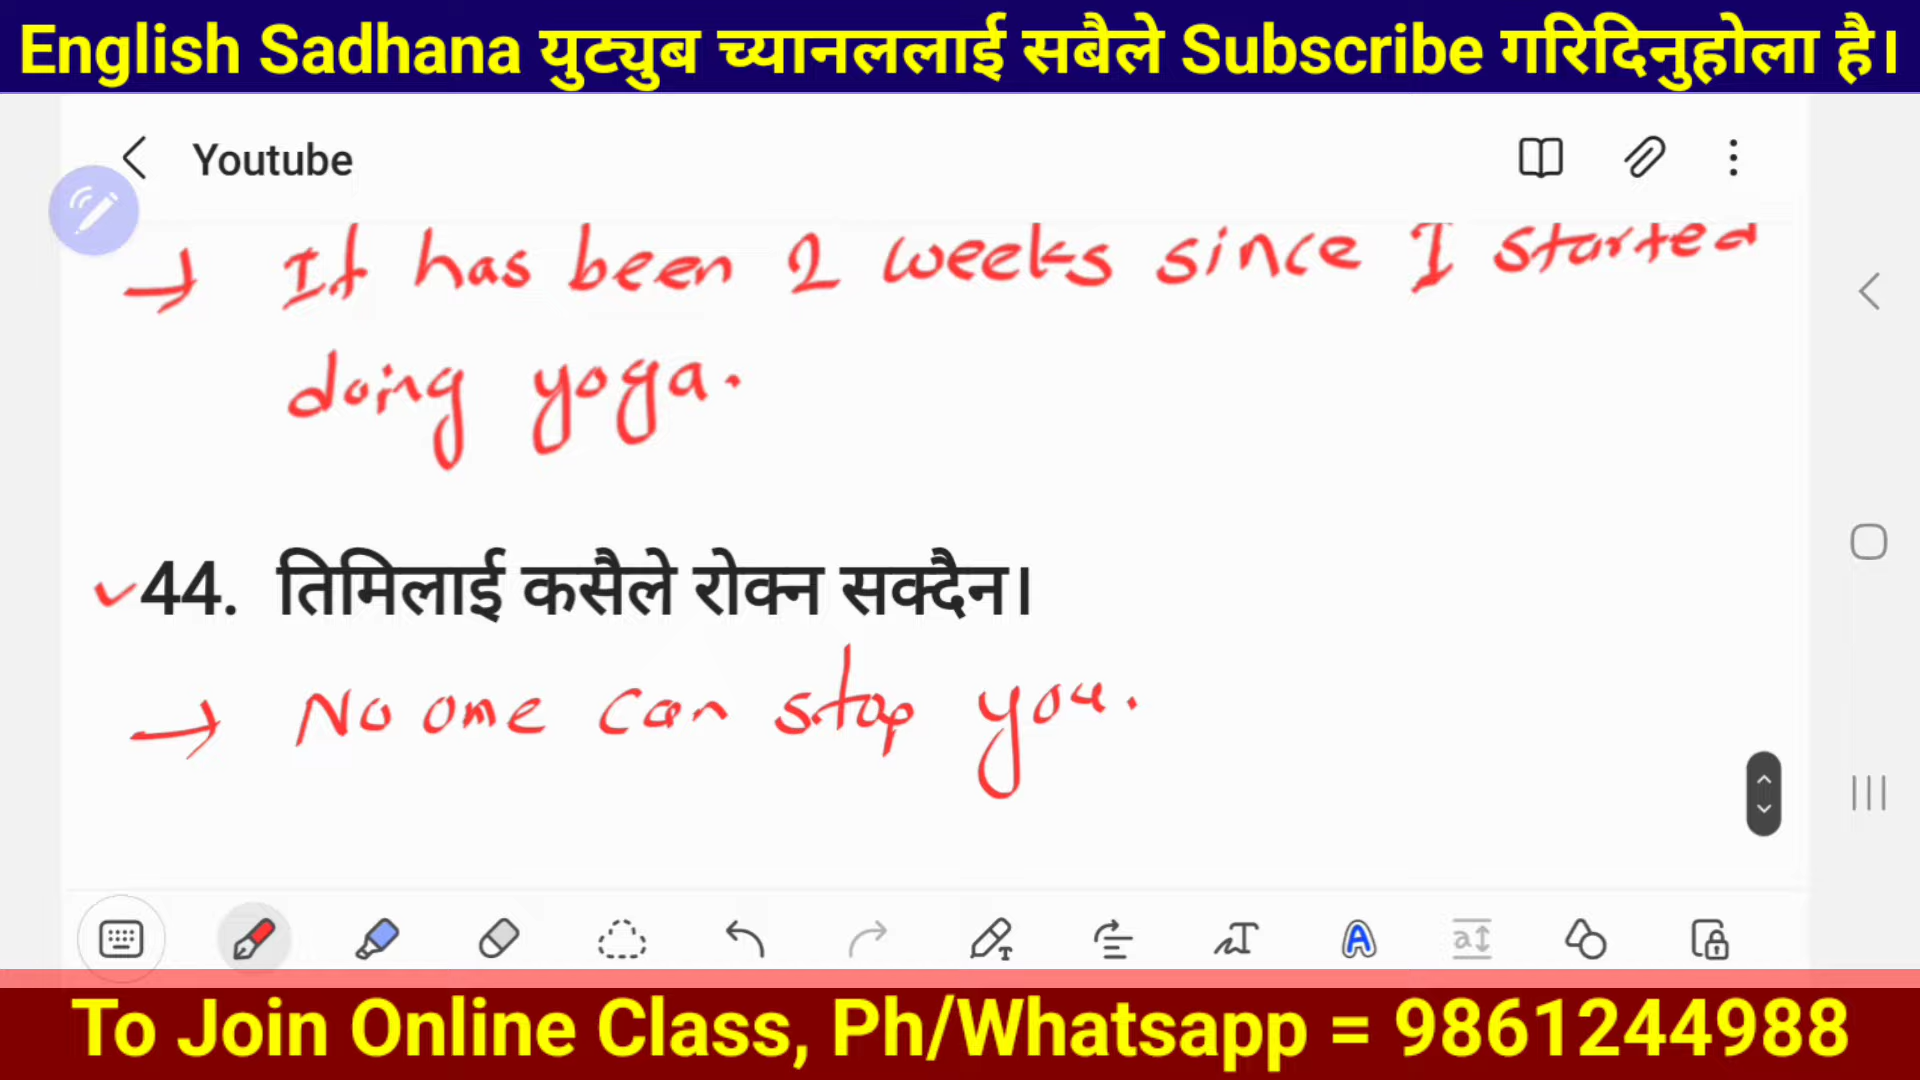 English Sadhana युट्युब च्यानललाई सबैले Subscribe गरिदिनुहोला है।
Youtube
→ It has been 2 weeks since I started
doing yoga.
✓44. तिमिलाई कसैले रोक्न सक्दैन।
→ No one can stop you.
To Join Online Class, Ph/Whatsapp = 9861244988